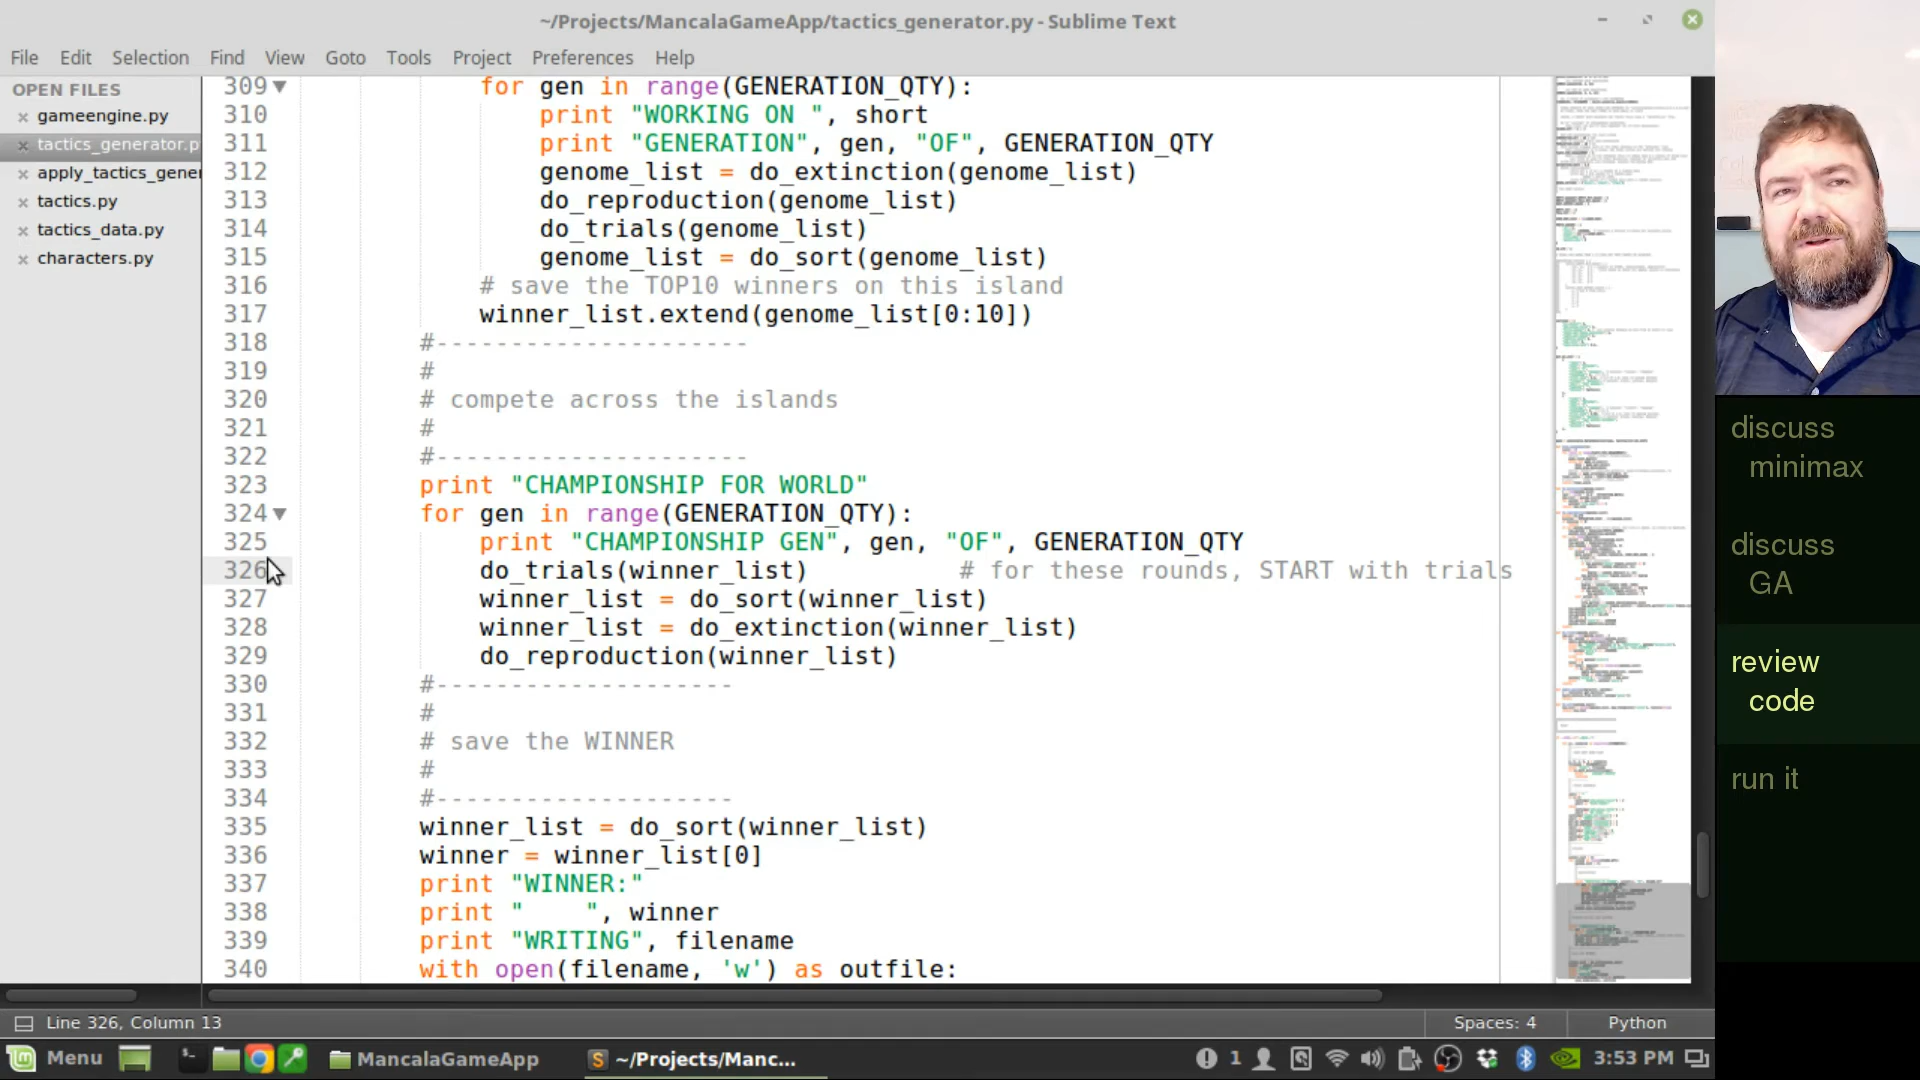 ~/Projects/MancalaGameApp/tactics_generator.py - Sublime Text
File Edit Selection Find View Goto Tools Project Preferences Help
OPEN FILES
gameengine.py
tactics_generator.p
apply_tactics_gene
tactics.py
tactics_data.py
characters.py
309 for gen in range(GENERATION_QTY):
310 print "WORKING ON ", short
311 print "GENERATION", gen, "OF", GENERATION_QTY
312 genome_list = do_extinction(genome_list)
313 do_reproduction(genome_list)
314 do_trials(genome_list)
315 genome_list = do_sort(genome_list)
316 # save the TOP10 winners on this island
317 winner_list.extend(genome_list[0:10])
318 #---------------------
319 #
320 # compete across the islands
321 #
322 #---------------------
323 print "CHAMPIONSHIP FOR WORLD"
324 for gen in range(GENERATION_QTY):
325 print "CHAMPIONSHIP GEN", gen, "OF", GENERATION_QTY
326 do_trials(winner_list) # for these rounds, START with trials
327 winner_list = do_sort(winner_list)
328 winner_list = do_extinction(winner_list)
329 do_reproduction(winner_list)
330 #--------------------
331 #
332 # save the WINNER
333 #
334 #--------------------
335 winner_list = do_sort(winner_list)
336 winner = winner_list[0]
337 print "WINNER:"
338 print "    ", winner
339 print "WRITING", filename
340 with open(filename, 'w') as outfile:
discuss
minimax
discuss
GA
review
code
run it
Line 326, Column 13
Spaces: 4
Python
Menu
MancalaGameApp
~/Projects/Manc...
1
3:53 PM